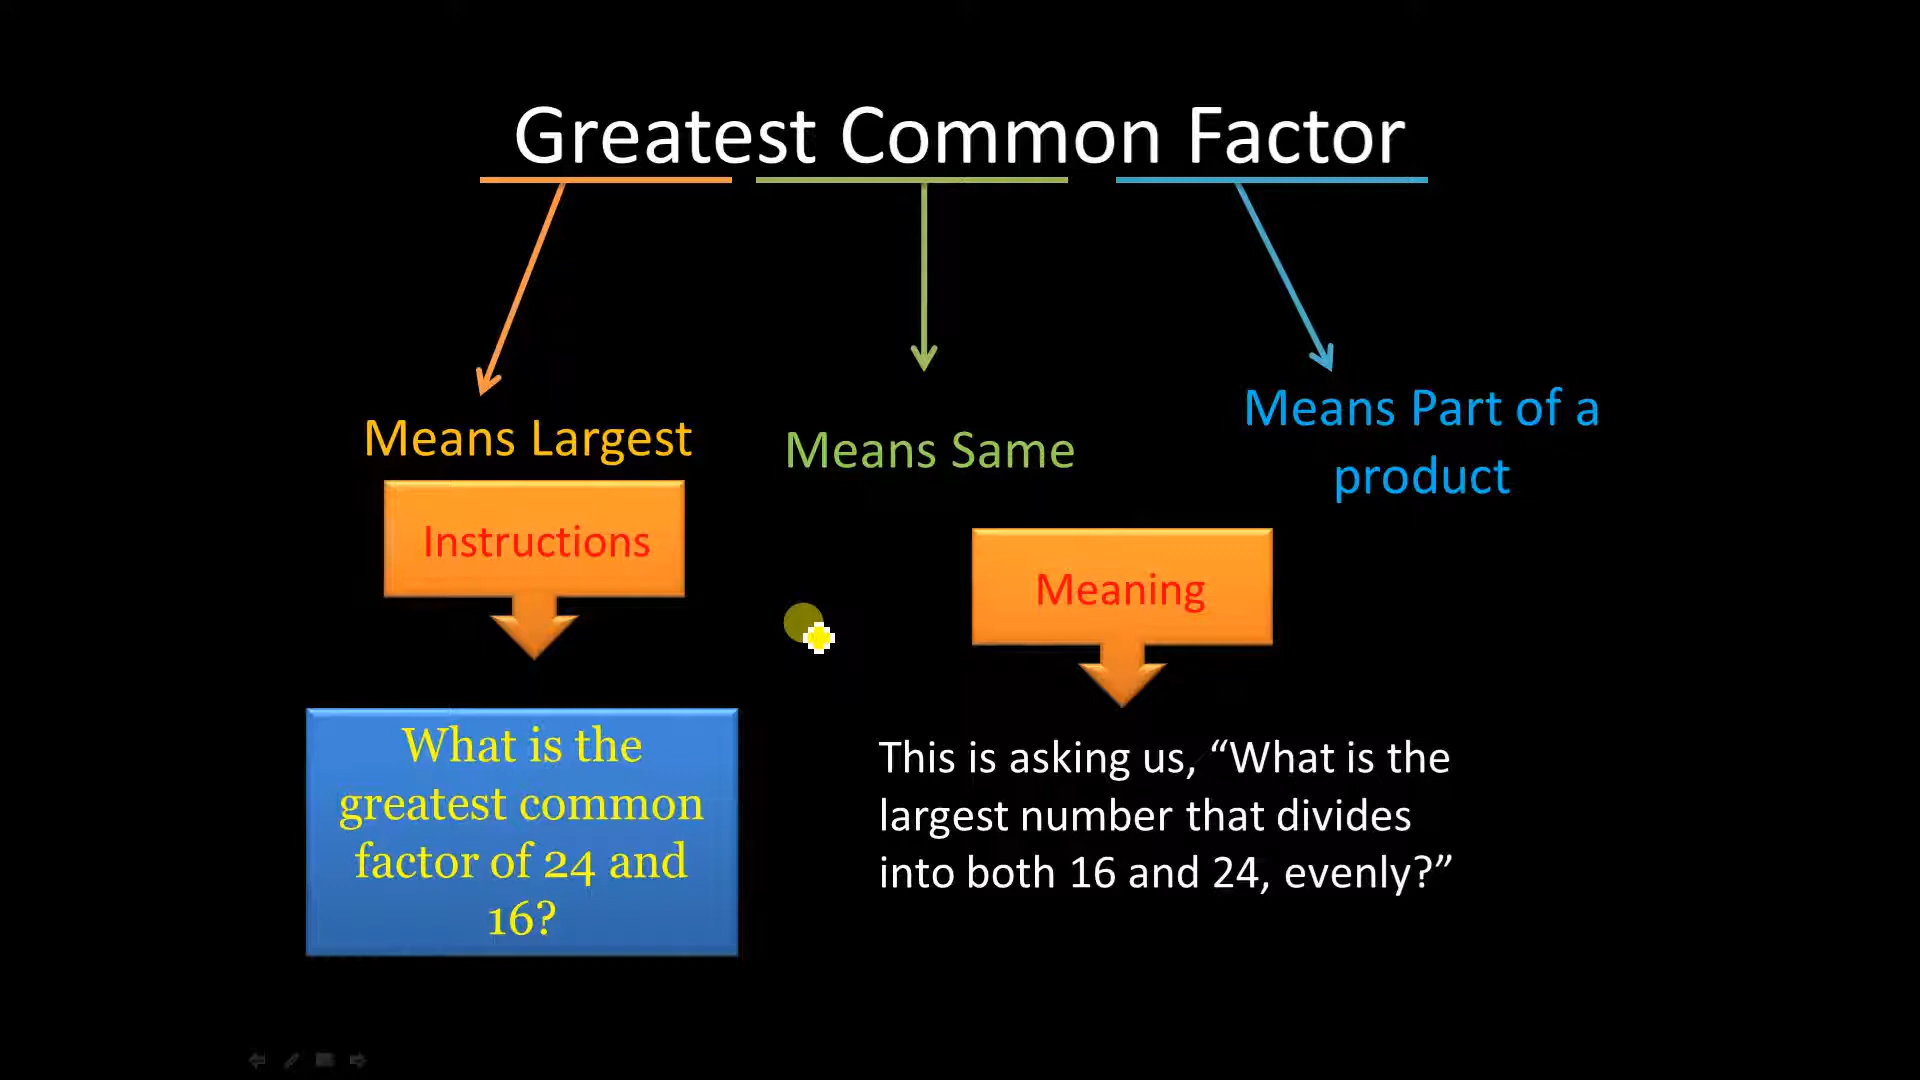 Greatest Common Factor
Means Largest
Means Same
Means Part of a
product
Instructions
Meaning
What is the
greatest common
factor of 24 and
16?
This is asking us, “What is the
largest number that divides
into both 16 and 24, evenly?”